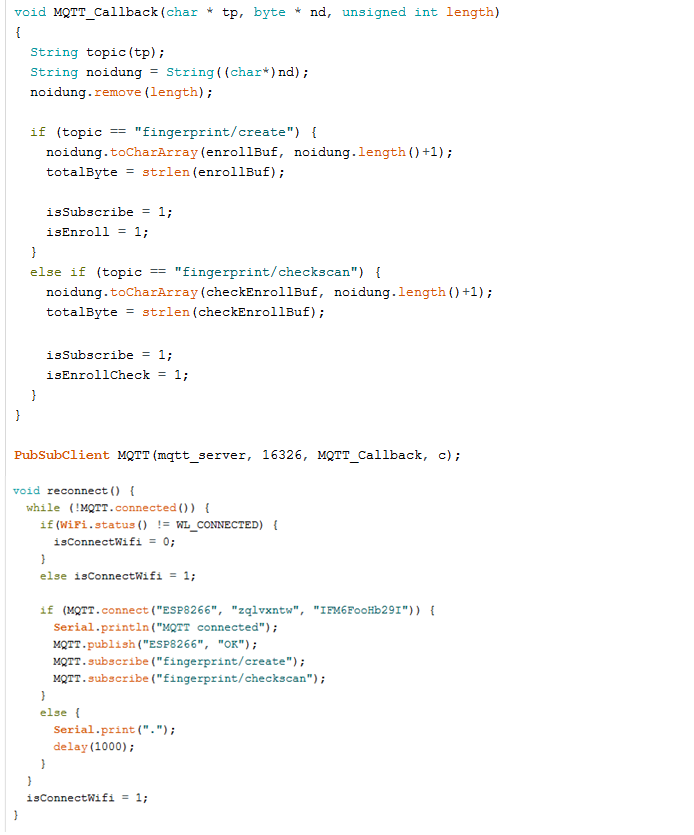 void MQTT_Callback(char * tp, byte * nd, unsigned int length)
{
  String topic(tp);
  String noidung = String((char*)nd);
  noidung.remove(length);

  if (topic == "fingerprint/create") {
    noidung.toCharArray(enrollBuf, noidung.length()+1);
    totalByte = strlen(enrollBuf);

    isSubscribe = 1;
    isEnroll = 1;
  }
  else if (topic == "fingerprint/checkscan") {
    noidung.toCharArray(checkEnrollBuf, noidung.length()+1);
    totalByte = strlen(checkEnrollBuf);

    isSubscribe = 1;
    isEnrollCheck = 1;
  }
}

PubSubClient MQTT(mqtt_server, 16326, MQTT_Callback, c);

void reconnect() {
  while (!MQTT.connected()) {
    if(WiFi.status() != WL_CONNECTED) {
      isConnectWifi = 0;
    }
    else isConnectWifi = 1;

    if (MQTT.connect("ESP8266", "zqlvxntw", "IFM6FooHb29I")) {
      Serial.println("MQTT connected");
      MQTT.publish("ESP8266", "OK");
      MQTT.subscribe("fingerprint/create");
      MQTT.subscribe("fingerprint/checkscan");
    }
    else {
      Serial.print(".");
      delay(1000);
    }
  }
  isConnectWifi = 1;
}